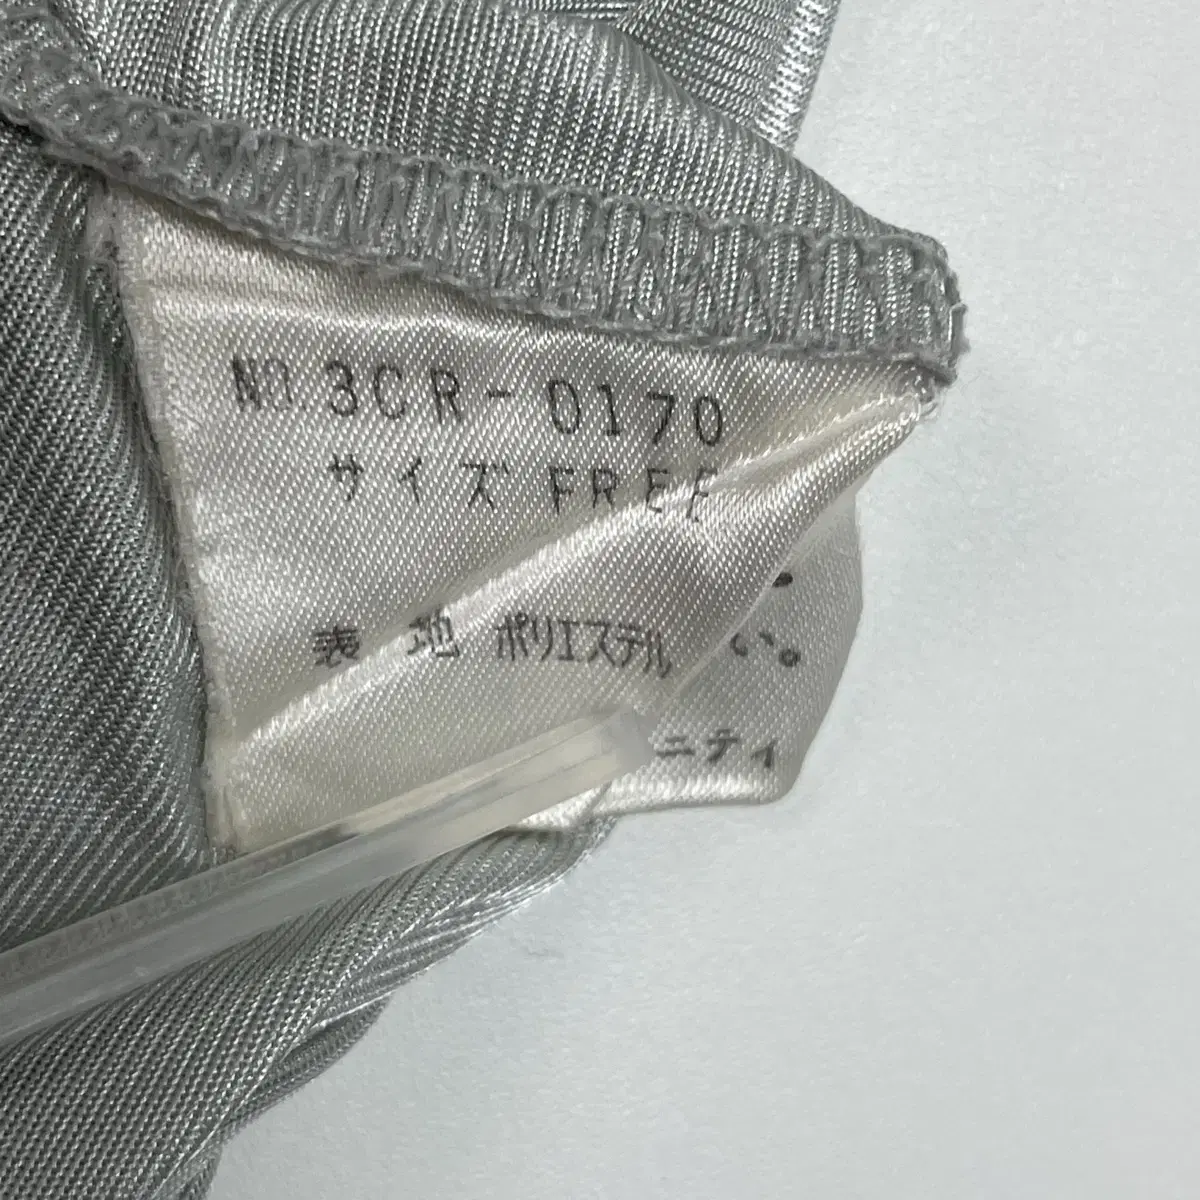 NO.3CR-0170
サイズ FREE
表地 ポリエステル
い。
ニティ